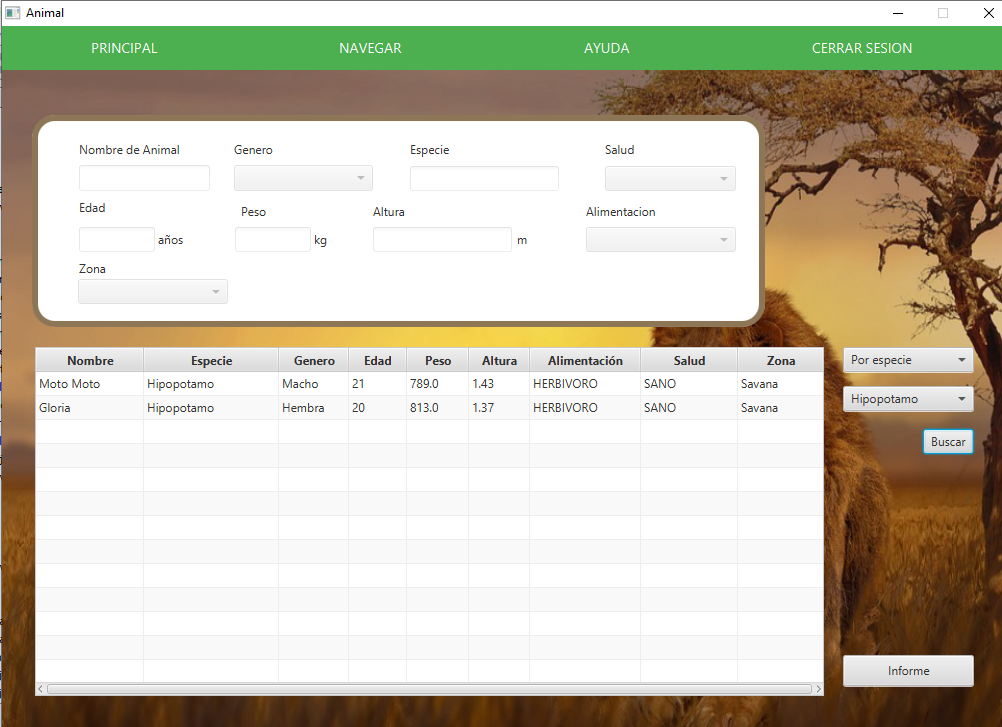 Animal
PRINCIPAL NAVEGAR AYUDA CERRAR SESION
Nombre de Animal Genero Especie Salud
Edad Peso Altura Alimentacion
años kg m
Zona
Nombre Especie Genero Edad Peso Altura Alimentación Salud Zona
Moto Moto Hipopotamo Macho 21 789.0 1.43 HERBIVORO SANO Savana
Gloria Hipopotamo Hembra 20 813.0 1.37 HERBIVORO SANO Savana
Por especie
Hipopotamo
Buscar
Informe